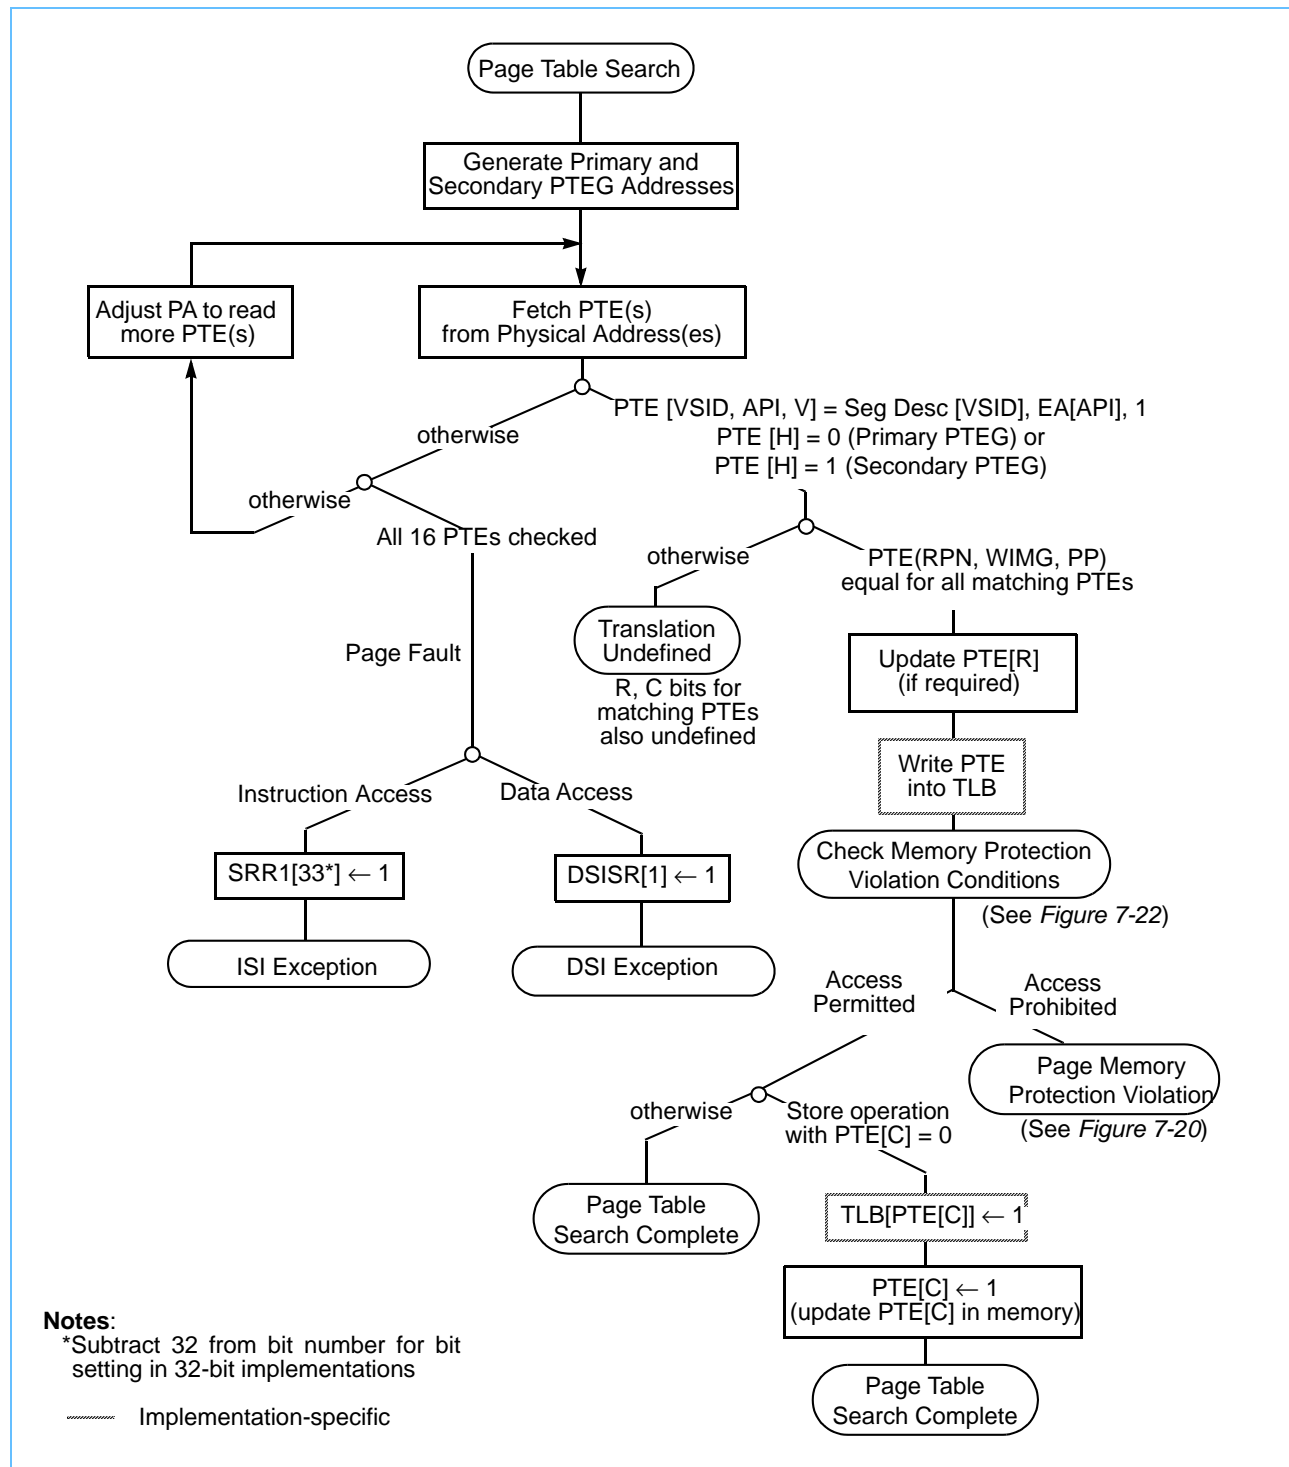 Page Table Search
Generate Primary and
Secondary PTEG Addresses
Adjust PA to read
more PTE(s)
Fetch PTE(s)
from Physical Address(es)
PTE [VSID, API, V] = Seg Desc [VSID], EA[API], 1
PTE [H] = 0 (Primary PTEG) or
PTE [H] = 1 (Secondary PTEG)
otherwise
otherwise
All 16 PTEs checked
otherwise
PTE(RPN, WIMG, PP)
equal for all matching PTEs
Translation
Undefined
R, C bits for
matching PTEs
also undefined
Page Fault
Update PTE[R]
(if required)
Write PTE
into TLB
Instruction Access
Data Access
Check Memory Protection
Violation Conditions
(See Figure 7-22)
SRR1[33*] ← 1
DSISR[1] ← 1
ISI Exception
DSI Exception
Access
Permitted
Access
Prohibited
Page Memory
Protection Violation
(See Figure 7-20)
otherwise
Store operation
with PTE[C] = 0
Page Table
Search Complete
TLB[PTE[C]] ← 1
PTE[C] ← 1
(update PTE[C] in memory)
Page Table
Search Complete
Notes:
*Subtract 32 from bit number for bit
setting in 32-bit implementations
Implementation-specific